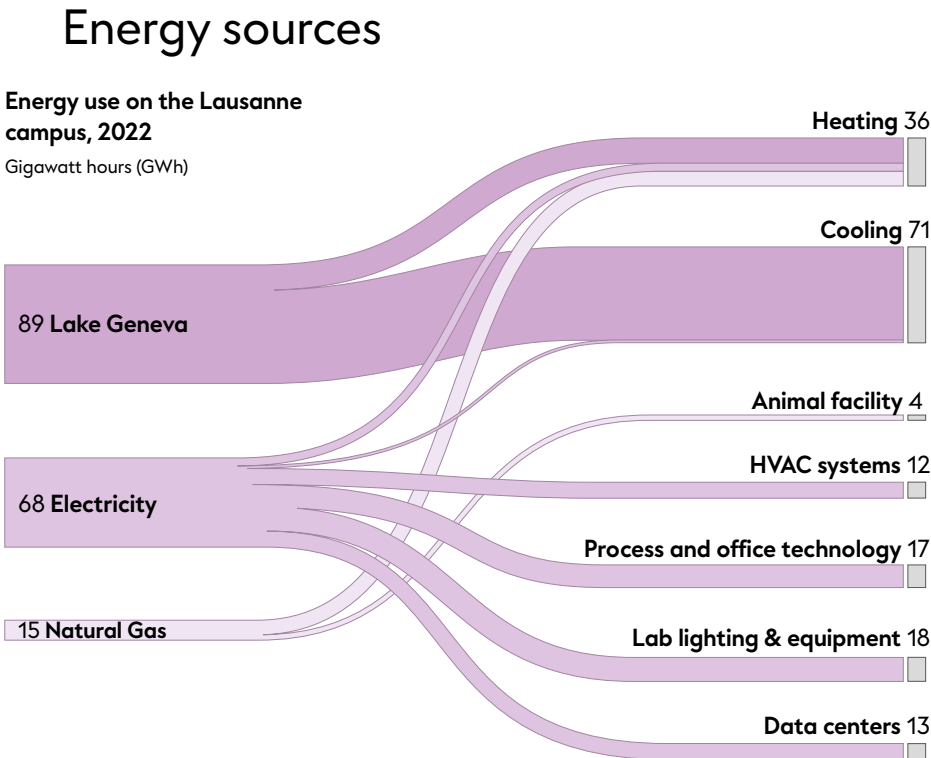 Energy sources
Energy use on the Lausanne
campus, 2022
Gigawatt hours (GWh)
Heating 36
Cooling 71
89 Lake Geneva
Animal facility 4
HVAC systems 12
68 Electricity
Process and office technology 17
15 Natural Gas
Lab lighting & equipment 18
Data centers 13